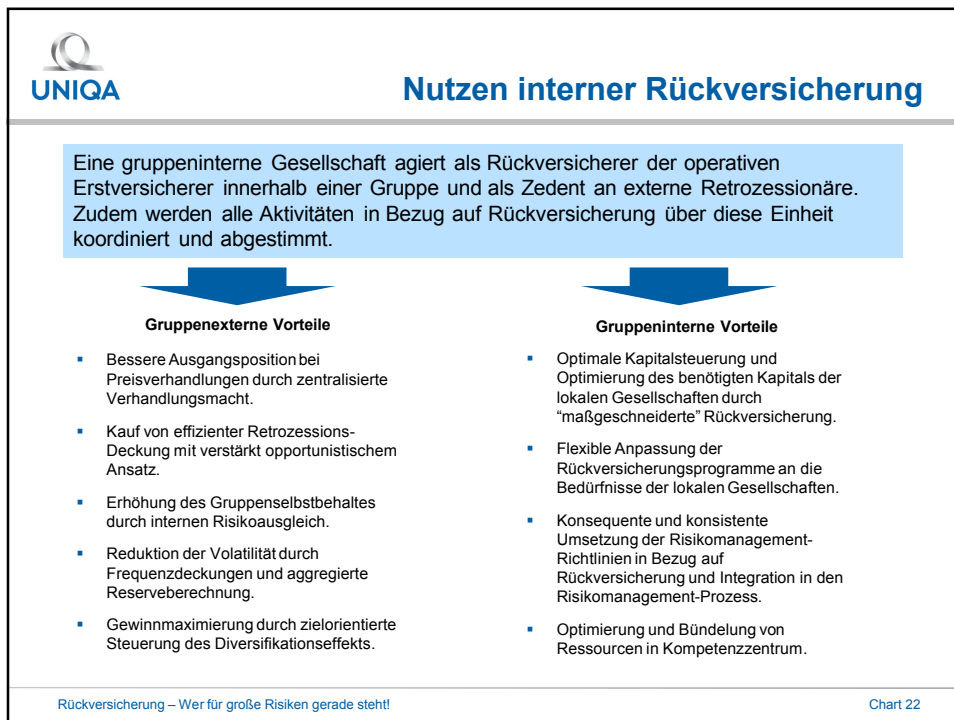 UNIQA
Nutzen interner Rückversicherung
Eine gruppeninterne Gesellschaft agiert als Rückversicherer der operativen
Erstversicherer innerhalb einer Gruppe und als Zedent an externe Retrozessionäre.
Zudem werden alle Aktivitäten in Bezug auf Rückversicherung über diese Einheit
koordiniert und abgestimmt.
Gruppenexterne Vorteile
▪ Bessere Ausgangsposition bei
Preisverhandlungen durch zentralisierte
Verhandlungsmacht.
▪ Kauf von effizienter Retrozessions-
Deckung mit verstärkt opportunistischem
Ansatz.
▪ Erhöhung des Gruppenselbstbehaltes
durch internen Risikoausgleich.
▪ Reduktion der Volatilität durch
Frequenzdeckungen und aggregierte
Reserveberechnung.
▪ Gewinnmaximierung durch zielorientierte
Steuerung des Diversifikationseffekts.
Gruppeninterne Vorteile
▪ Optimale Kapitalsteuerung und
Optimierung des benötigten Kapitals der
lokalen Gesellschaften durch
“maßgeschneiderte” Rückversicherung.
▪ Flexible Anpassung der
Rückversicherungsprogramme an die
Bedürfnisse der lokalen Gesellschaften.
▪ Konsequente und konsistente
Umsetzung der Risikomanagement-
Richtlinien in Bezug auf
Rückversicherung und Integration in den
Risikomanagement-Prozess.
▪ Optimierung und Bündelung von
Ressourcen in Kompetenzzentrum.
Rückversicherung – Wer für große Risiken gerade steht!
Chart 22